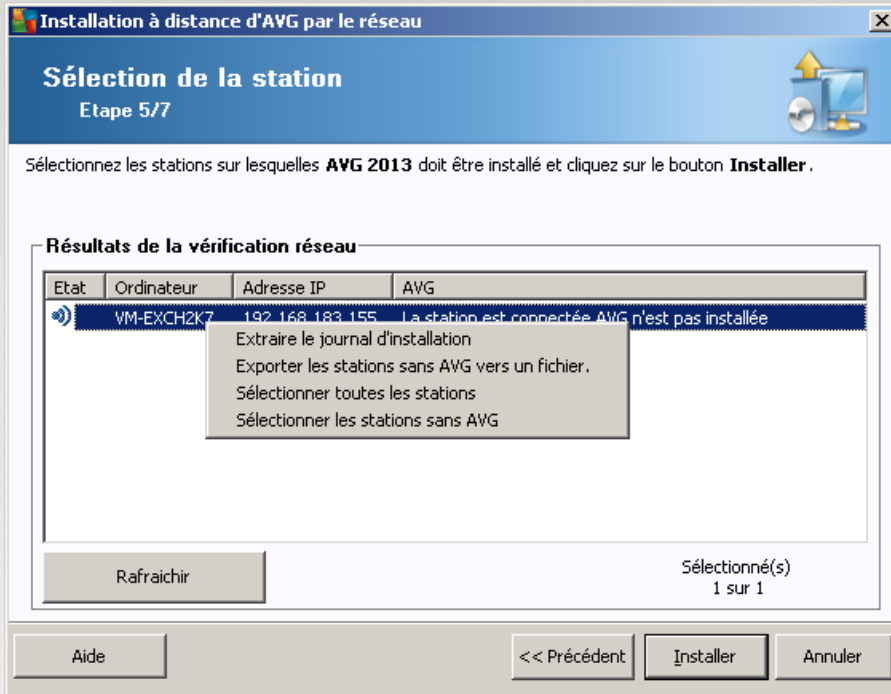 Installation à distance d'AVG par le réseau
Sélection de la station
Etape 5/7
Sélectionnez les stations sur lesquelles AVG 2013 doit être installé et cliquez sur le bouton Installer.
Résultats de la vérification réseau
Etat Ordinateur Adresse IP AVG
VM-EXCH2K7 192.168.183.155 La station est connectée AVG n'est pas installée
Extraire le journal d'installation
Exporter les stations sans AVG vers un fichier.
Sélectionner toutes les stations
Sélectionner les stations sans AVG
Rafraichir
Sélectionné(s)
1 sur 1
Aide << Précédent Installer Annuler